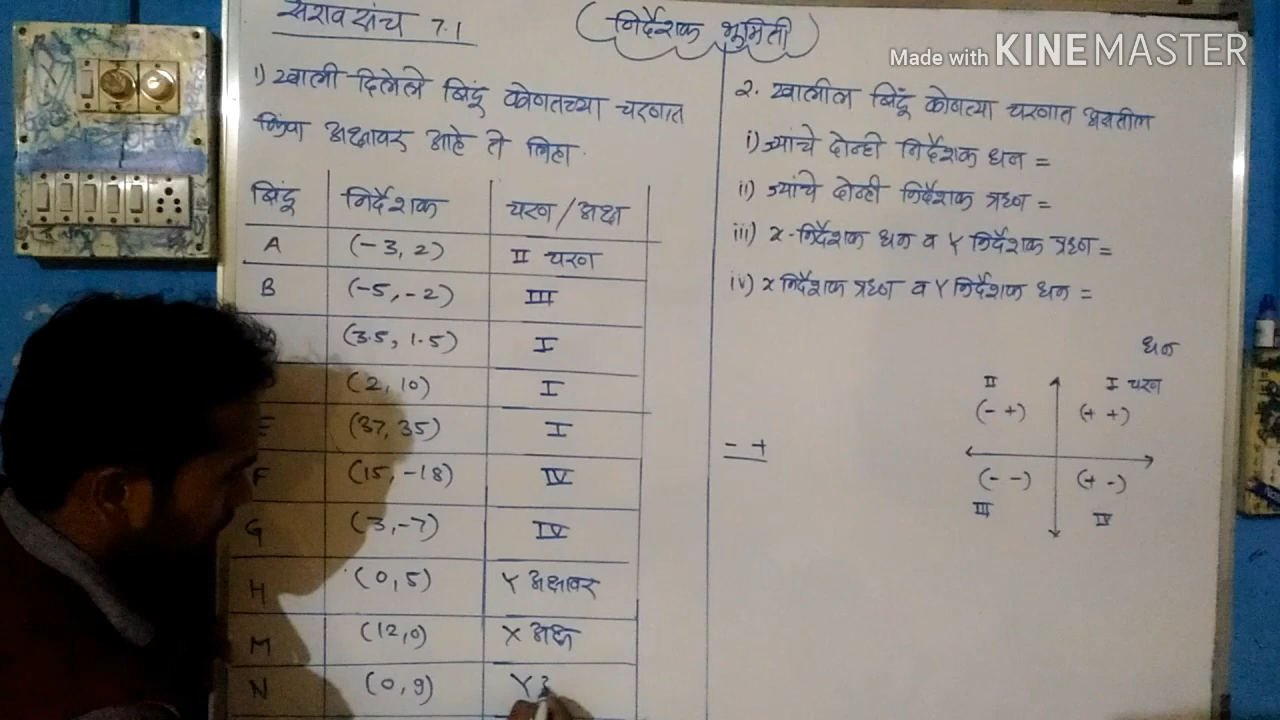 सरावसंच 7.1
(निर्देशक भूमिती)
Made with KINEMASTER
1) खाली दिलेले बिंदू कोणत्या चरणात
किंवा अक्षावर आहे ते लिहा.
बिंदू निर्देशक चरण / अक्ष
A (-3, 2) II चरण
B (-5, -2) III
(3.5, 1.5) I
(2, 10) I
E (37, 35) I
F (15, -18) IV
G (3, -7) IV
H (0, 5) Y अक्षावर
M (12, 0) X अक्ष
N (0, 9) Y
2. खालील बिंदू कोणत्या चरणात असतील
i) ज्यांचे दोन्ही निर्देशक धन =
ii) ज्यांचे दोन्ही निर्देशक ऋण =
iii) x-निर्देशक धन व Y निर्देशक ऋण =
iv) x निर्देशक ऋण व Y निर्देशक धन =
धन
II I चरण
(- +) (+ +)
- +
(- -) (+ -)
III IV